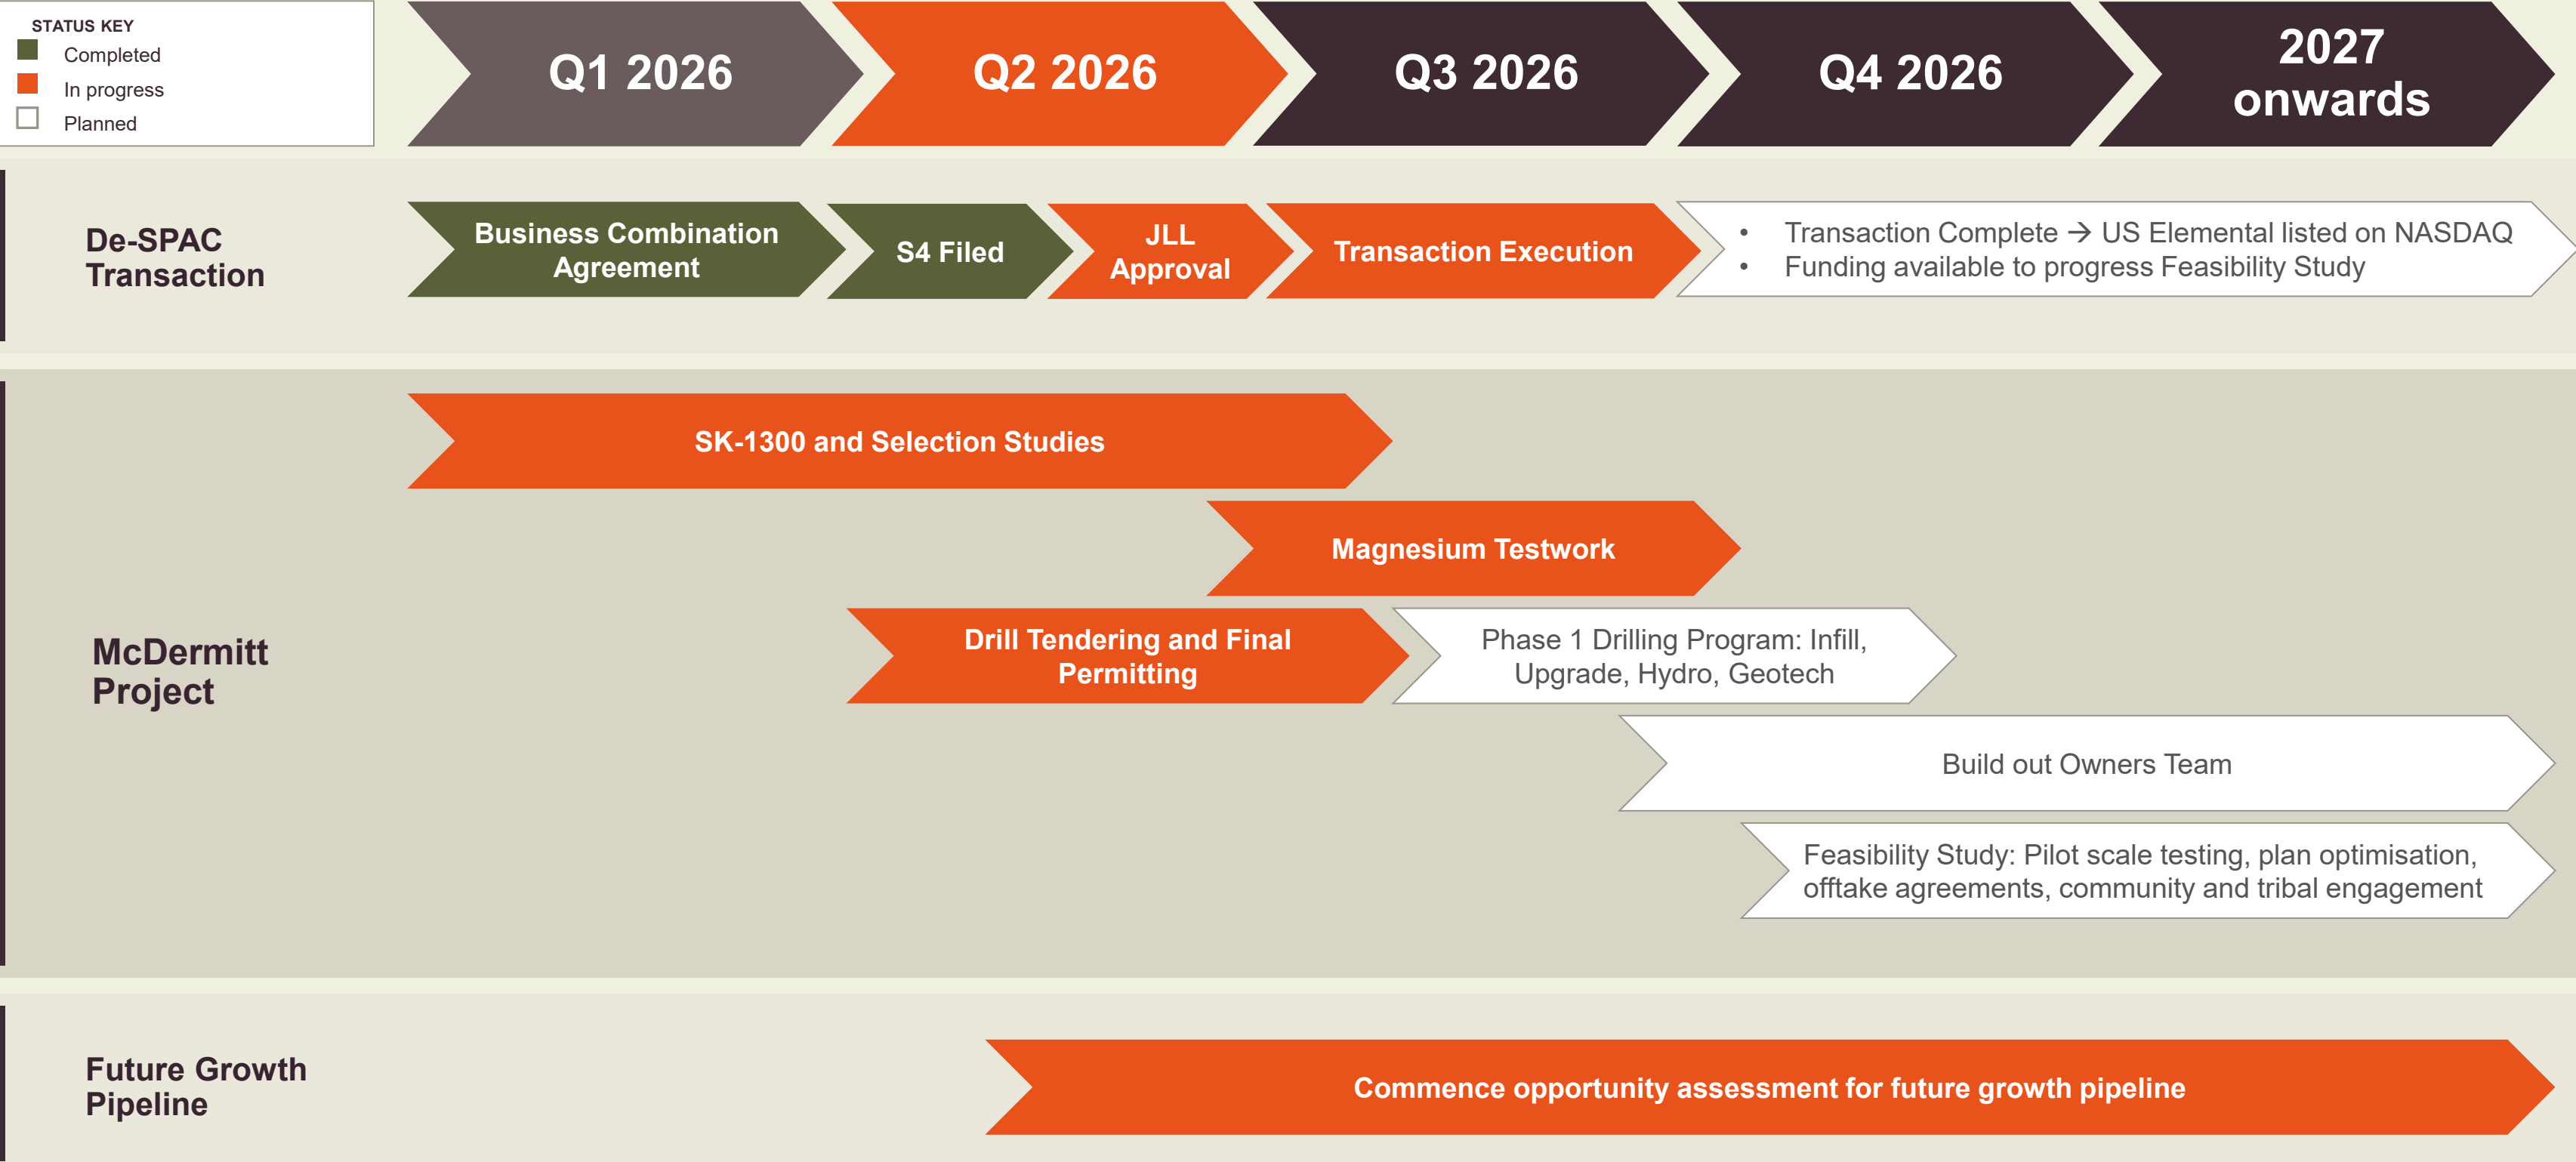 STATUS KEY
Completed
In progress
Planned
Q1 2026
Q2 2026
Q3 2026
Q4 2026
2027
onwards
De-SPAC
Transaction
Business Combination
Agreement
S4 Filed
JLL
Approval
Transaction Execution
• Transaction Complete → US Elemental listed on NASDAQ
• Funding available to progress Feasibility Study
McDermitt
Project
SK-1300 and Selection Studies
Magnesium Testwork
Drill Tendering and Final
Permitting
Phase 1 Drilling Program: Infill,
Upgrade, Hydro, Geotech
Build out Owners Team
Feasibility Study: Pilot scale testing, plan optimisation,
offtake agreements, community and tribal engagement
Future Growth
Pipeline
Commence opportunity assessment for future growth pipeline